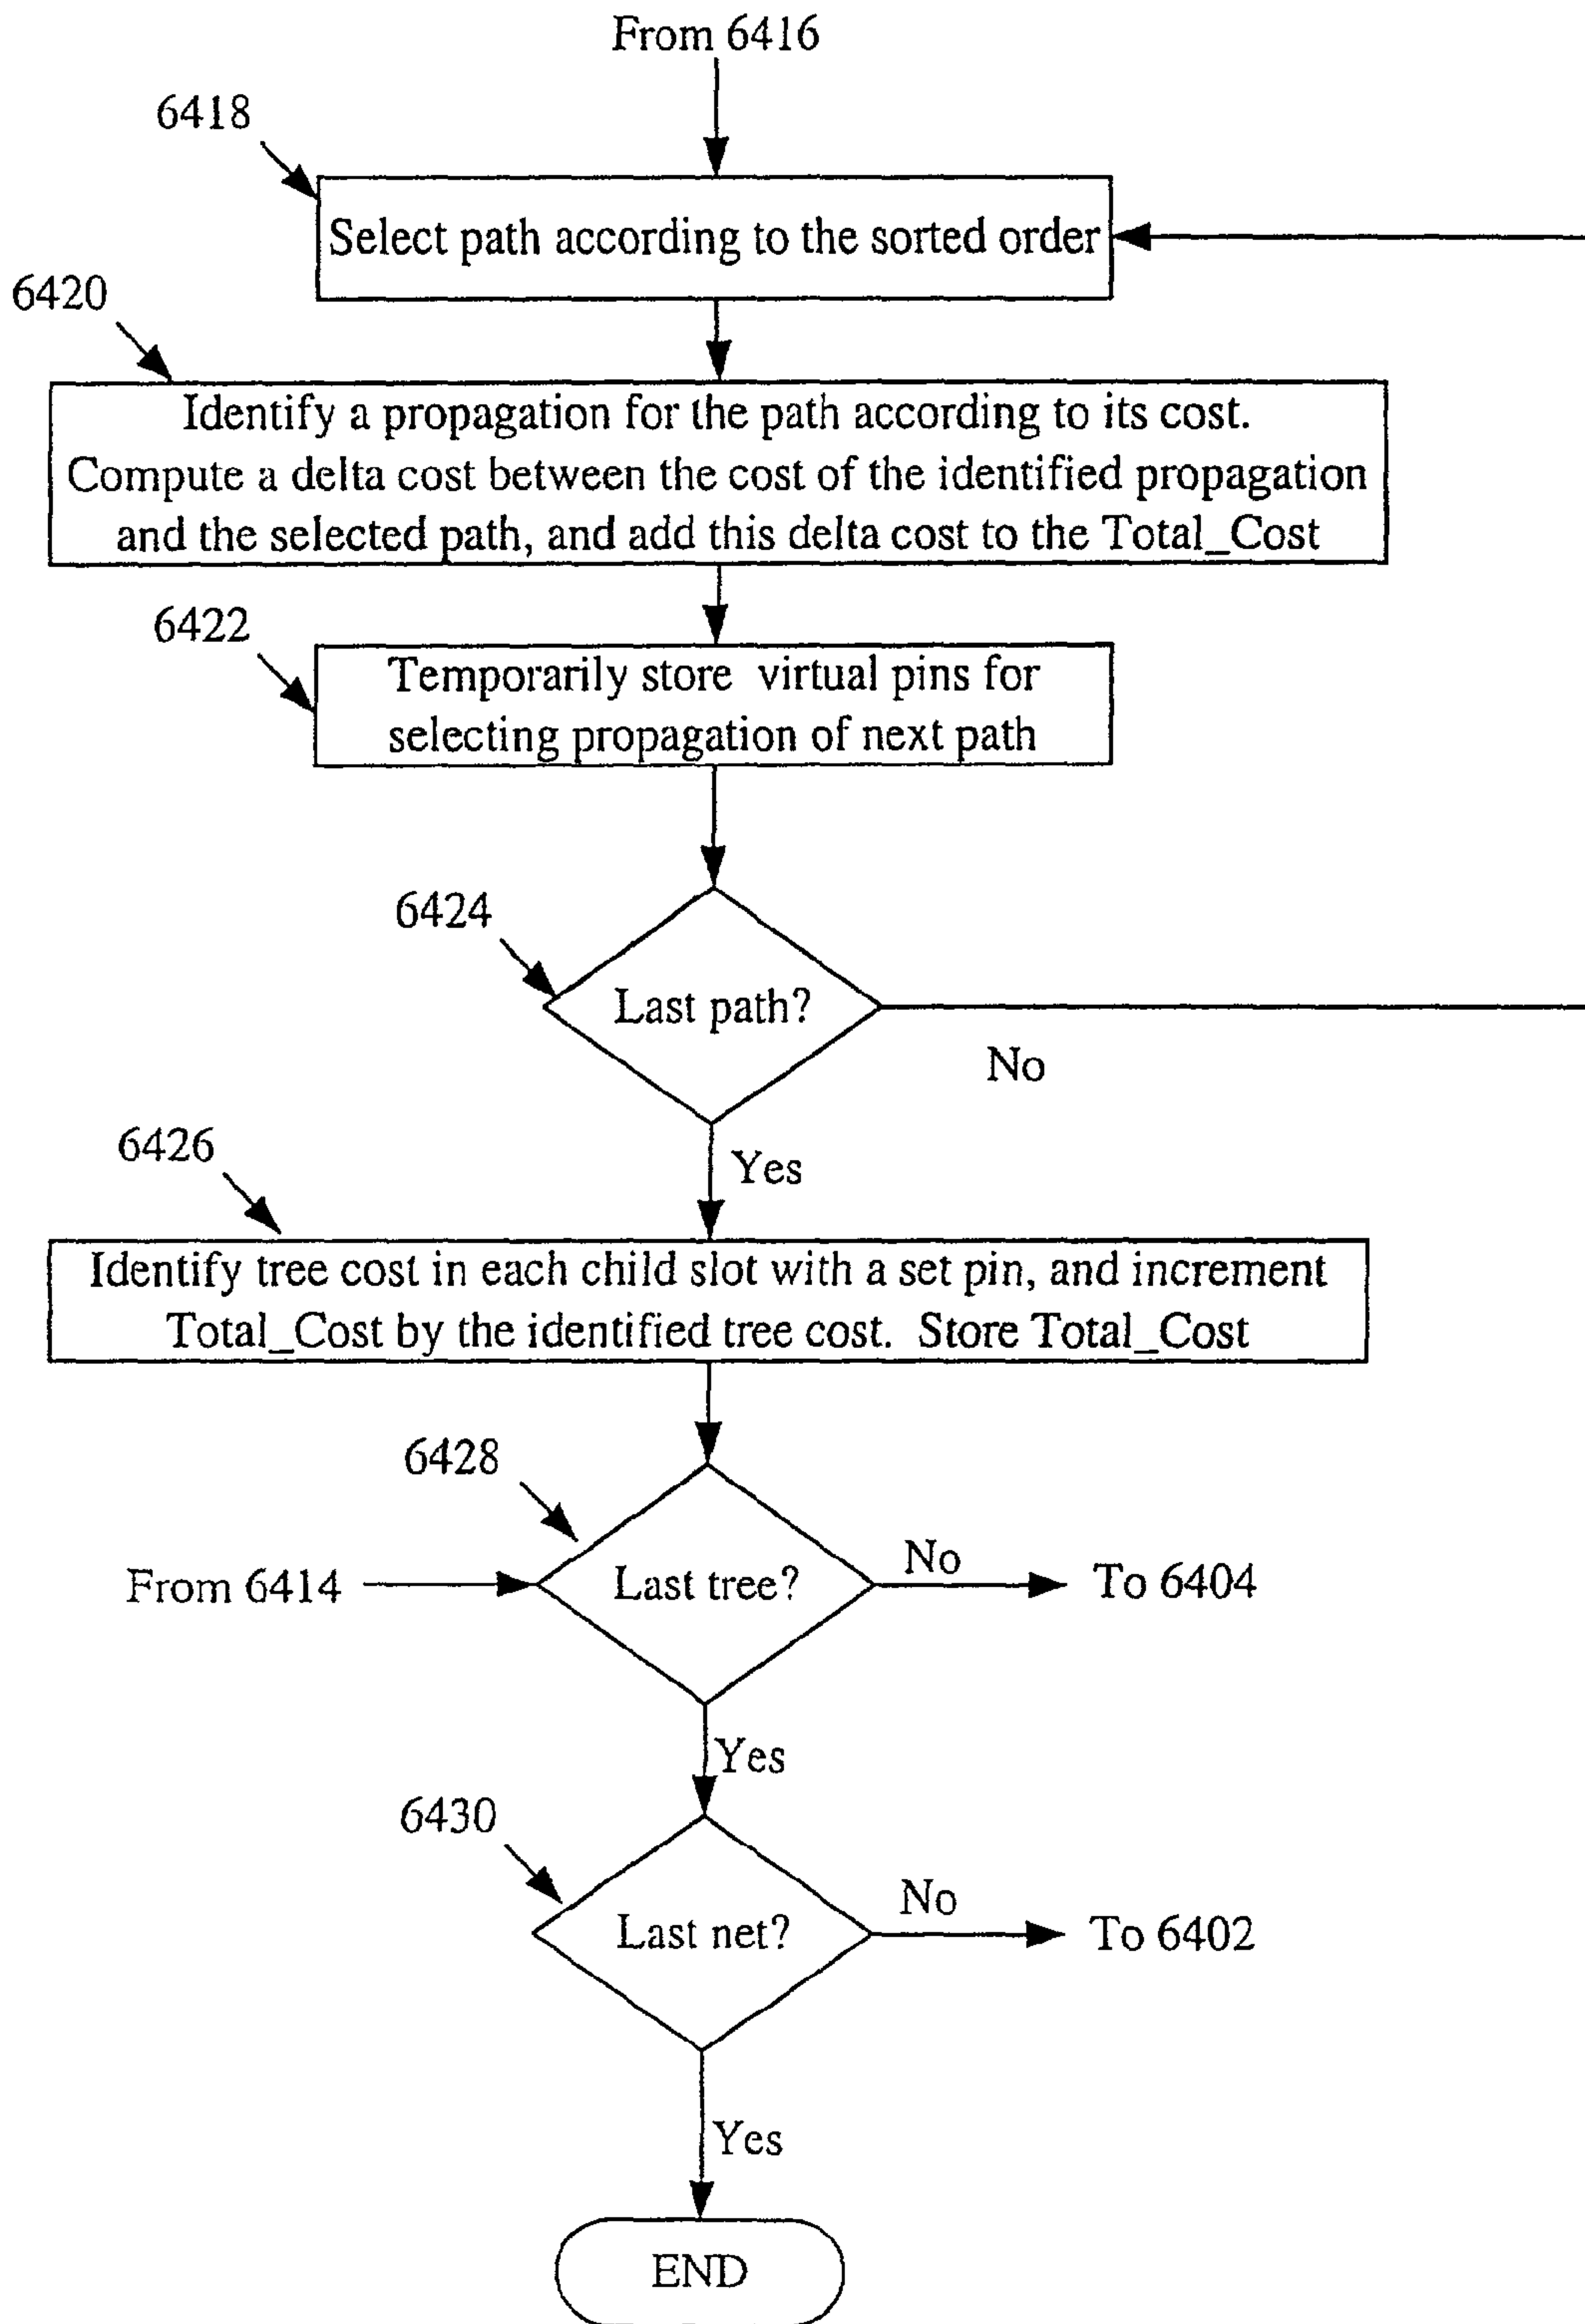 From 6416
6418
Select path according to the sorted order
6420
Identify a propagation for the path according to its cost.
Compute a delta cost between the cost of the identified propagation
and the selected path, and add this delta cost to the Total_Cost
6422
Temporarily store virtual pins for
selecting propagation of next path
6424
Last path?
No
Yes
6426
Identify tree cost in each child slot with a set pin, and increment
Total_Cost by the identified tree cost. Store Total_Cost
6428
From 6414
Last tree?
No
To 6404
Yes
6430
Last net?
No
To 6402
Yes
END